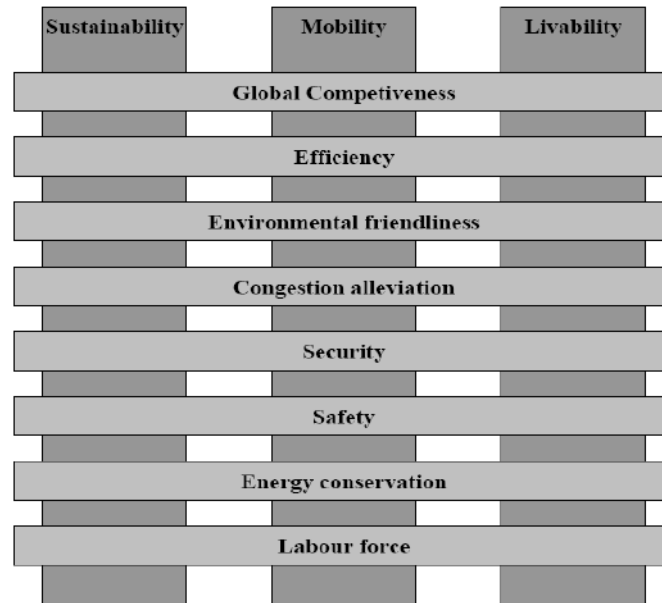 Sustainability
Mobility
Livability
Global Competiveness
Efficiency
Environmental friendliness
Congestion alleviation
Security
Safety
Energy conservation
Labour force